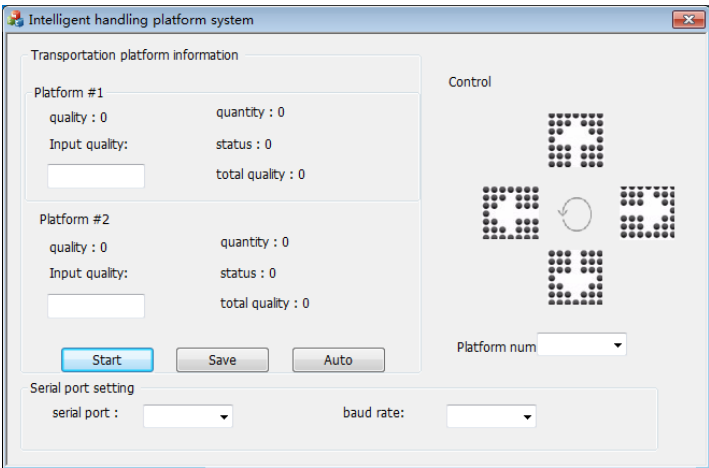 Intelligent handling platform system
Transportation platform information
Control
Platform #1
quality : 0
quantity : 0
Input quality:
status : 0
total quality : 0
Platform #2
quality : 0
quantity : 0
Input quality:
status : 0
total quality : 0
Start
Save
Auto
Platform num
Serial port setting
serial port :
baud rate: